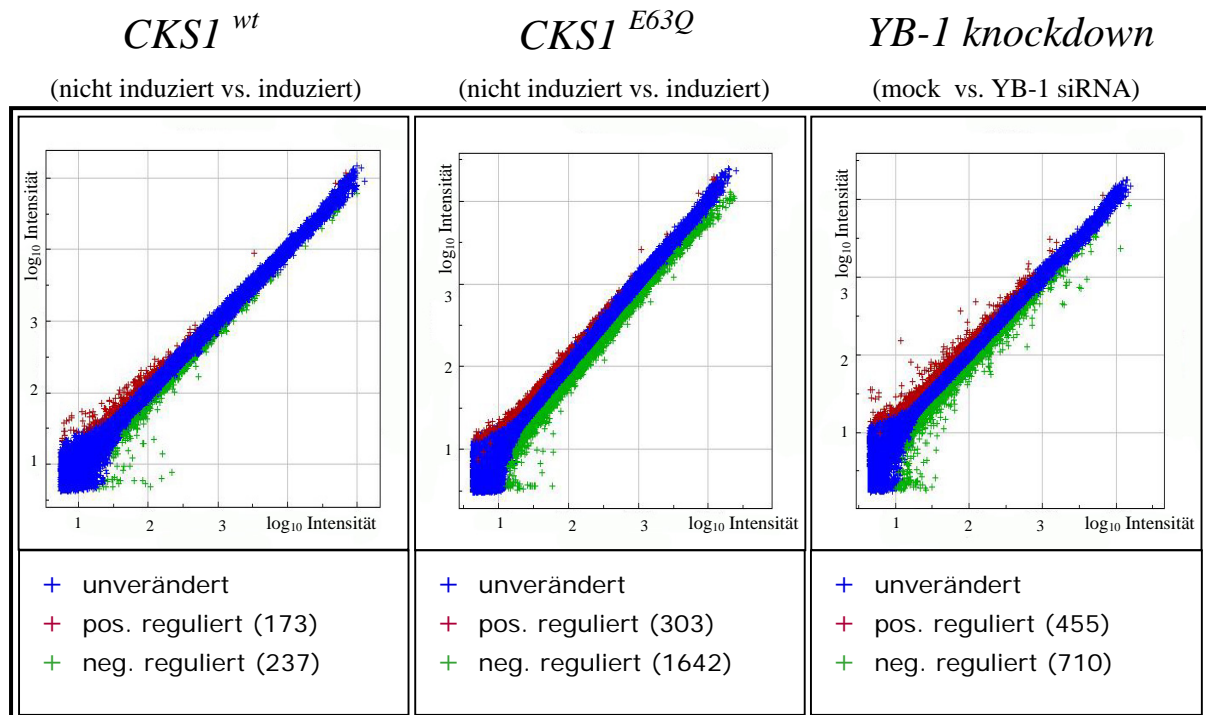 CKS1 wt
(nicht induziert vs. induziert)
log10 Intensität
3
2
1
1 2 3 log10 Intensität
+ unverändert
+ pos. reguliert (173)
+ neg. reguliert (237)
CKS1 E63Q
(nicht induziert vs. induziert)
log10 Intensität
3
2
1
1 2 3 log10 Intensität
+ unverändert
+ pos. reguliert (303)
+ neg. reguliert (1642)
YB-1 knockdown
(mock vs. YB-1 siRNA)
log10 Intensität
3
2
1
1 2 3 log10 Intensität
+ unverändert
+ pos. reguliert (455)
+ neg. reguliert (710)